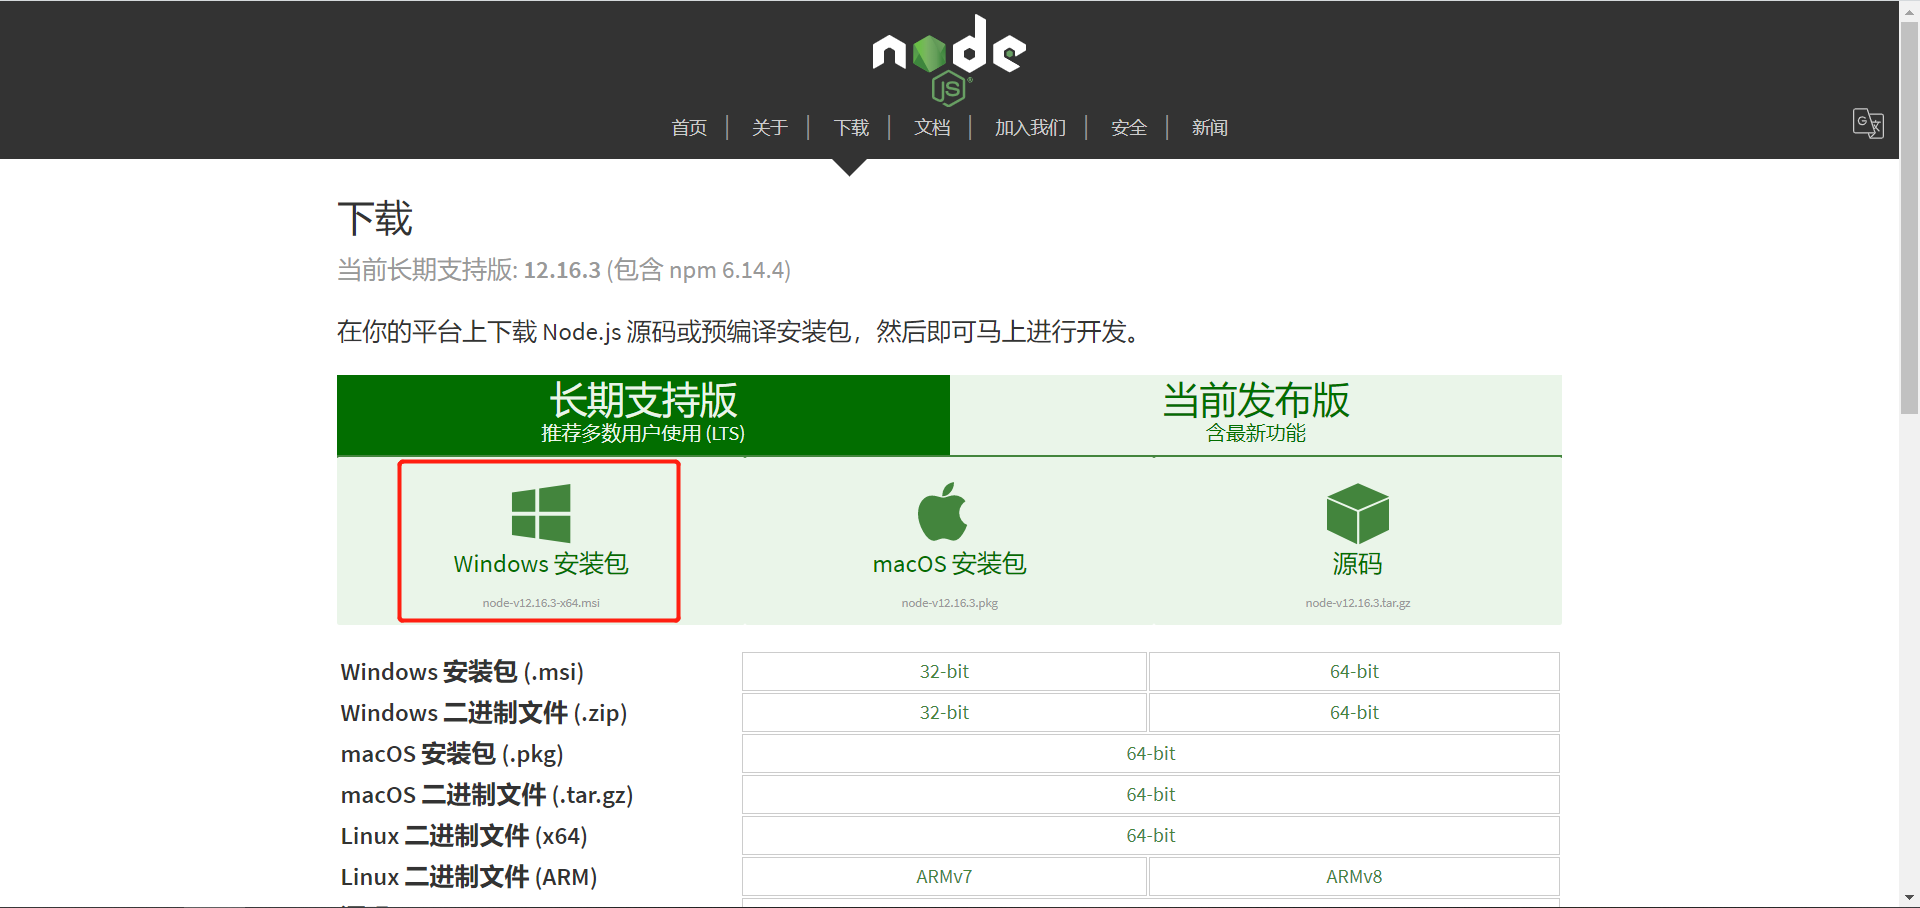 node
JS
首页 关于 下载 文档 加入我们 安全 新闻
下载
当前长期支持版: 12.16.3 (包含 npm 6.14.4)
在你的平台上下载 Node.js 源码或预编译安装包，然后即可马上进行开发。
长期支持版
推荐多数用户使用 (LTS)
当前发布版
含最新功能
Windows 安装包
node-v12.16.3-x64.msi
macOS 安装包
node-v12.16.3.pkg
源码
node-v12.16.3.tar.gz
Windows 安装包 (.msi) 32-bit 64-bit
Windows 二进制文件 (.zip) 32-bit 64-bit
macOS 安装包 (.pkg) 64-bit
macOS 二进制文件 (.tar.gz) 64-bit
Linux 二进制文件 (x64) 64-bit
Linux 二进制文件 (ARM) ARMv7 ARMv8